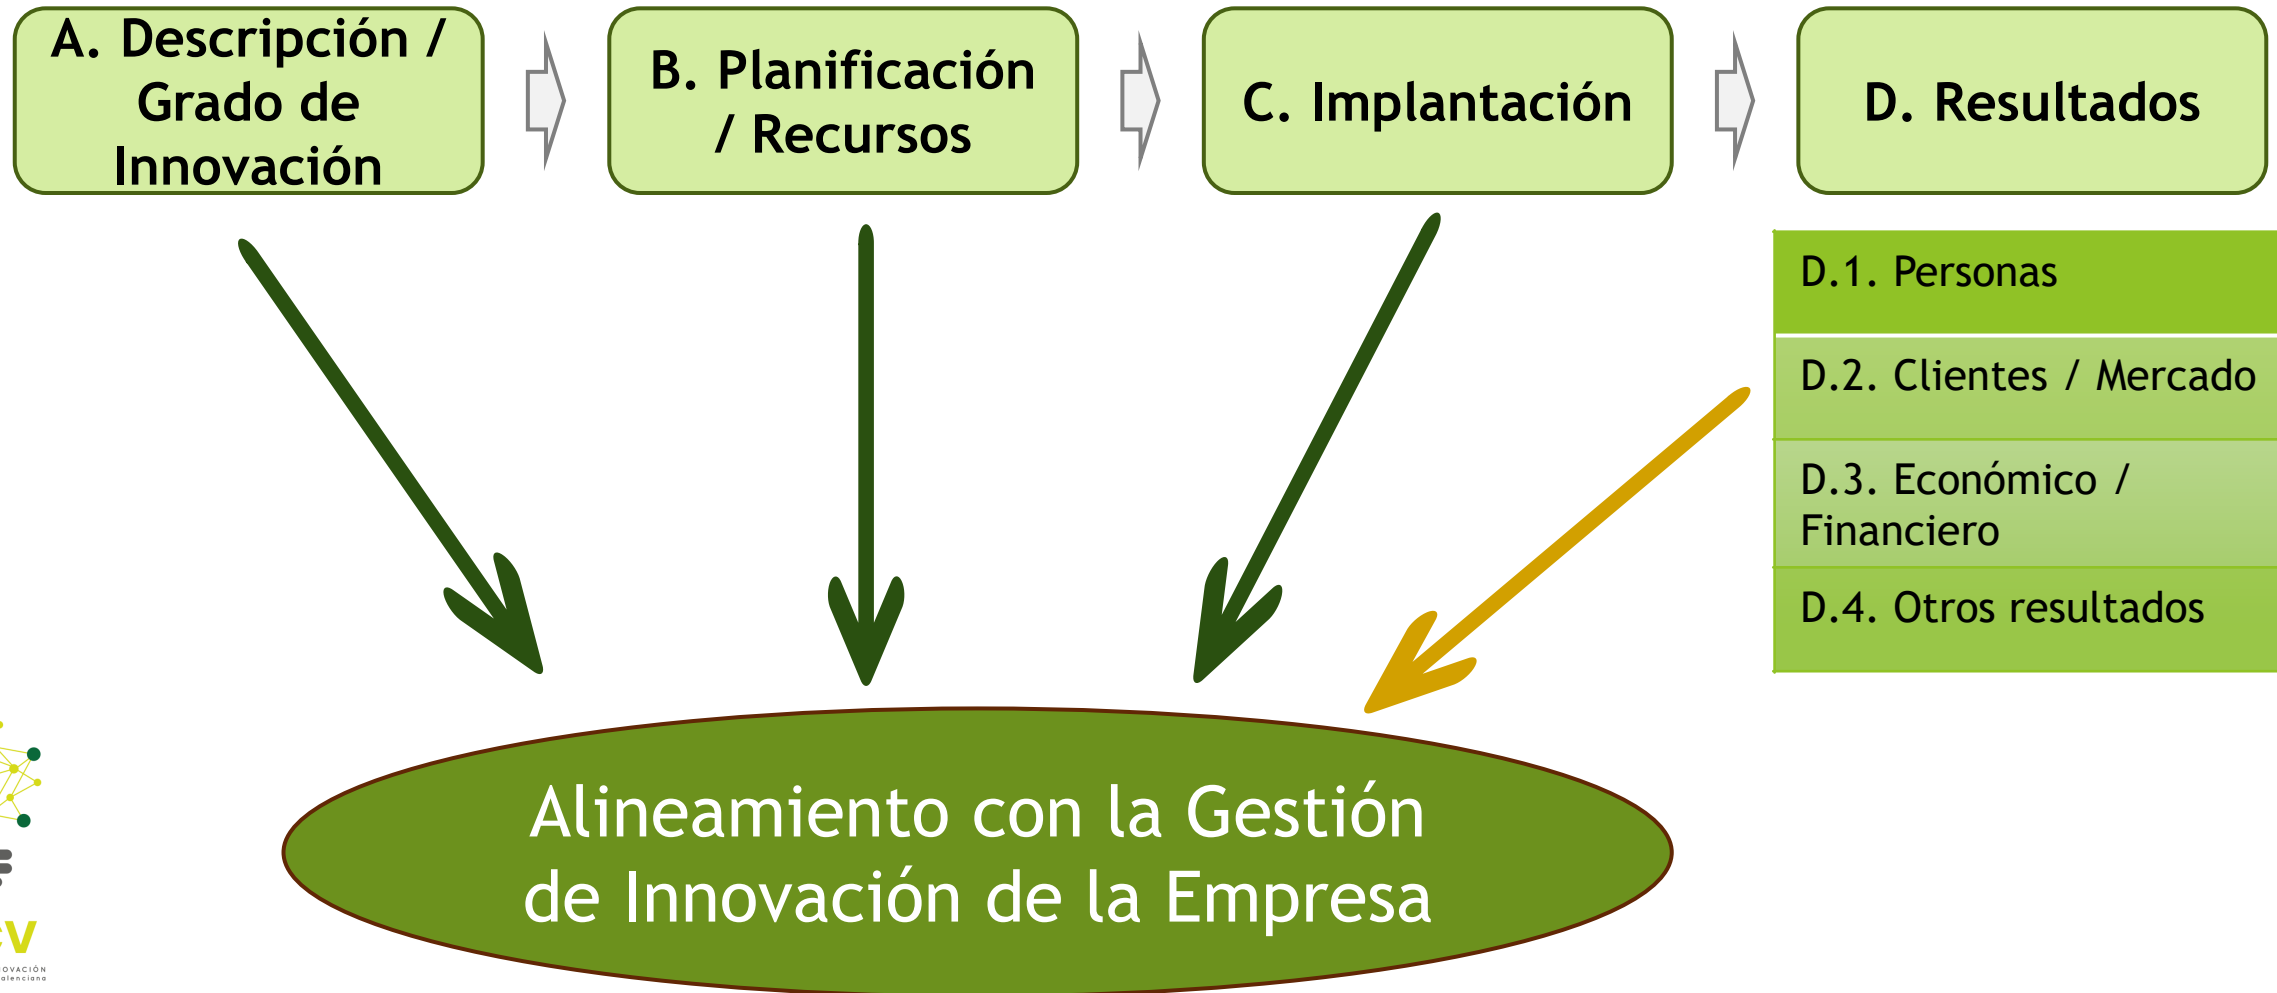 A. Descripción /
Grado de
Innovación
B. Planificación
/ Recursos
C. Implantación
D. Resultados
D.1. Personas
D.2. Clientes / Mercado
D.3. Económico /
Financiero
D.4. Otros resultados
Alineamiento con la Gestión
de Innovación de la Empresa